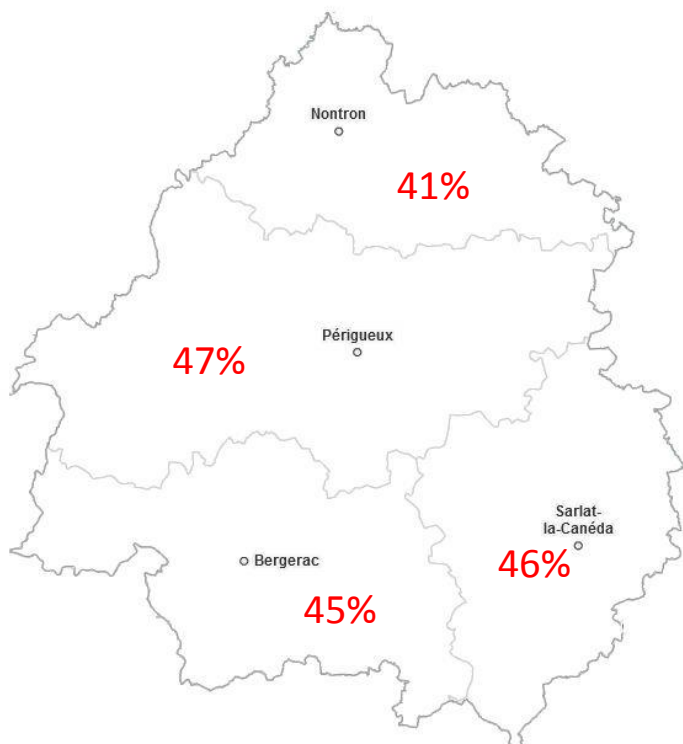 Nontron
41%
Périgueux
47%
Sarlat-
la-Canéda
46%
Bergerac
45%